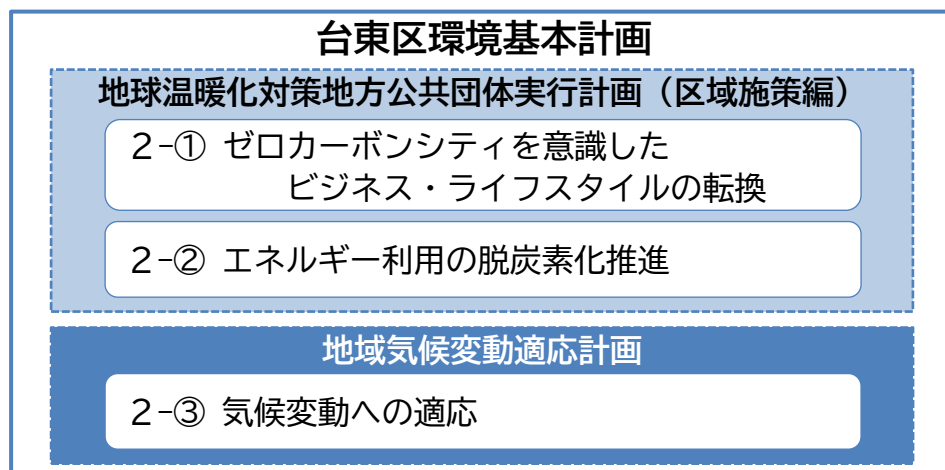 台東区環境基本計画
地球温暖化対策地方公共団体実行計画（区域施策編）
２-① ゼロカーボンシティを意識した
ビジネス・ライフスタイルの転換
２-② エネルギー利用の脱炭素化推進
地域気候変動適応計画
２-③ 気候変動への適応